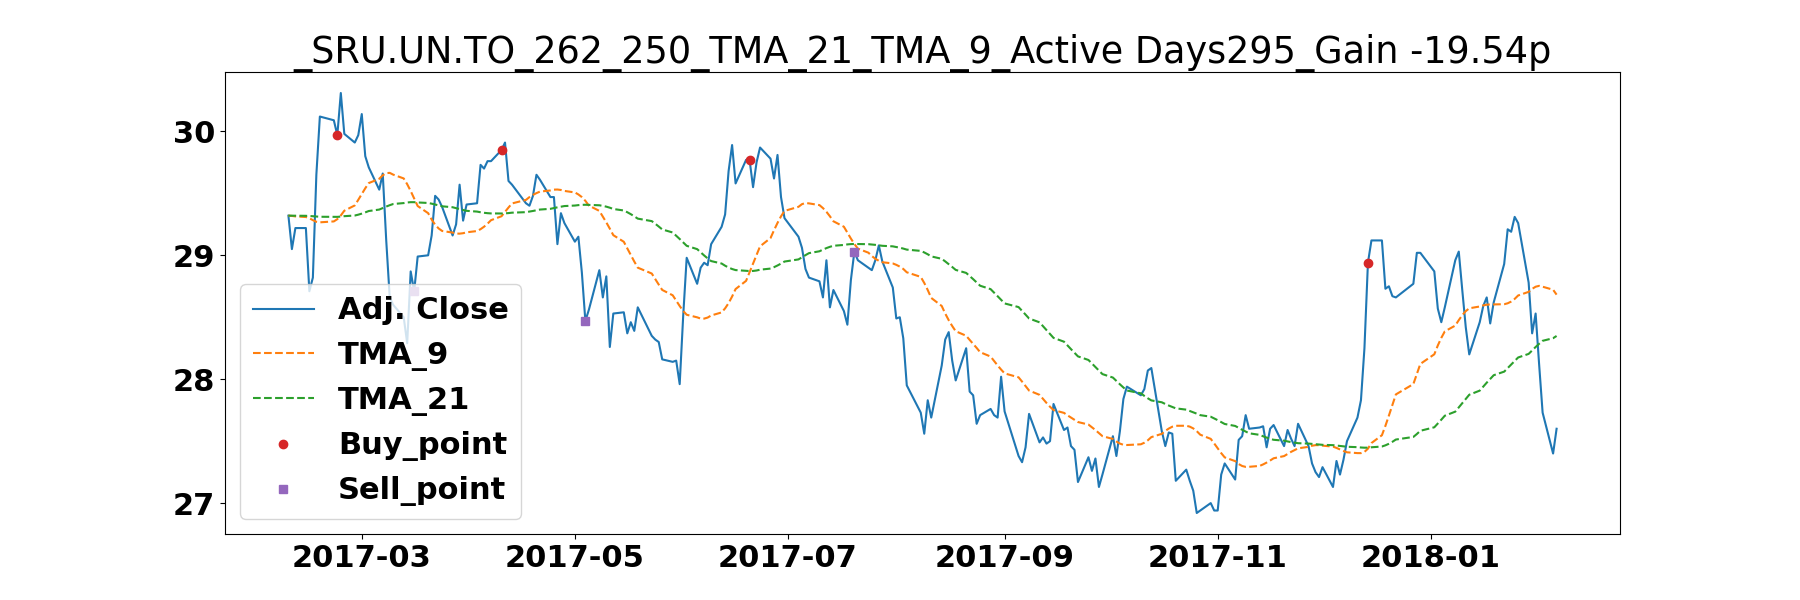 _SRU.UN.TO_262_250_TMA_21_TMA_9_Active Days295_Gain -19.54p
30
29
28
27
Adj. Close
TMA_9
TMA_21
Buy_point
Sell_point
2017-03 2017-05 2017-07 2017-09 2017-11 2018-01